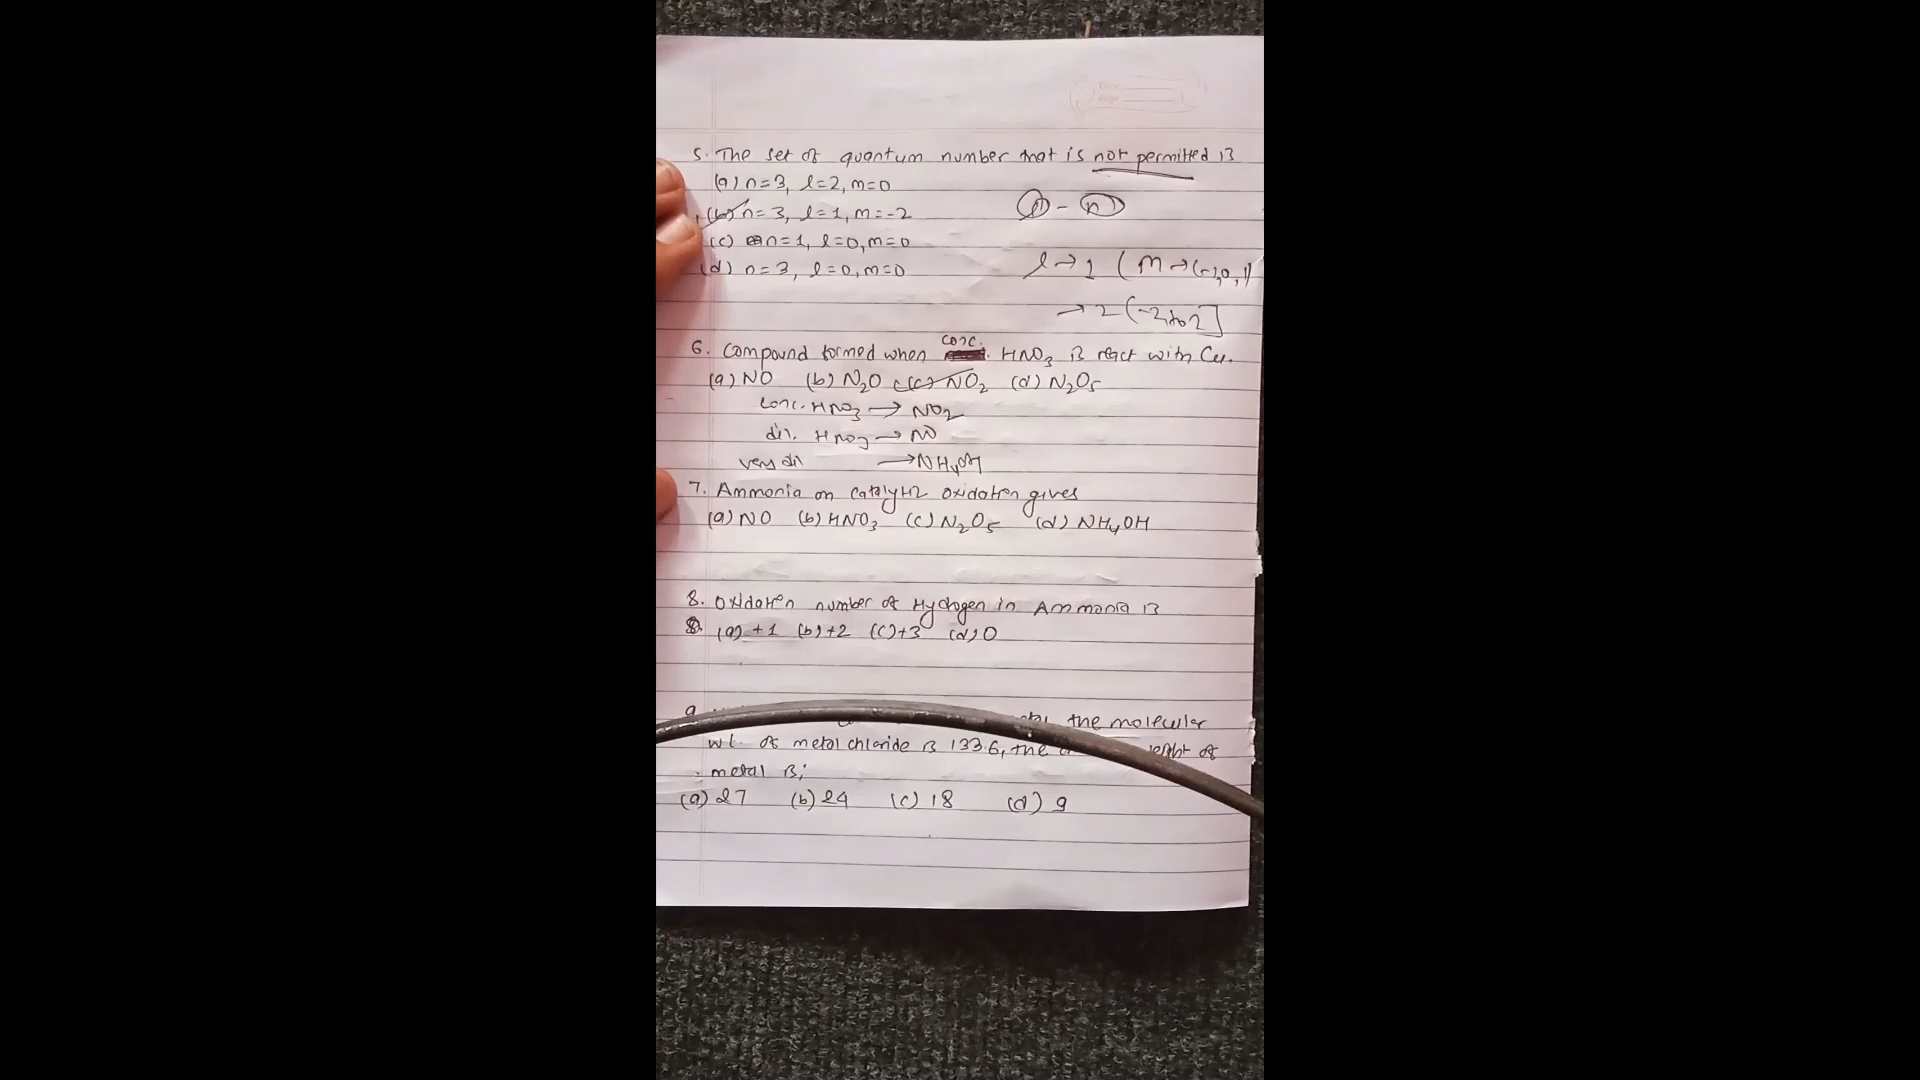 5. The set of quantum number that is not permitted is
(a) n=3, l=2, m=0
(b) n=3, l=1, m=-2
(c) n=1, l=0, m=0
(d) n=3, l=0, m=0
l → 1 ( m → (-1,0,1)
→ 2 (-2 to 2]
6. Compound formed when conc. HNO3 is react with Cu.
(a) NO (b) N2O (c) NO2 (d) N2O5
conc. HNO3 → NO2
dil. HNO3 → NO
very dil → NH4OH
7. Ammonia on catalytic oxidation gives
(a) NO (b) HNO3 (c) N2O5 (d) NH4OH
8. Oxidation number of Hydrogen in Ammonia is
(a) +1 (b) +2 (c) +3 (d) 0
9. the molecular
wt. of metal chloride is 133.6, the of
metal is;
(a) 27 (b) 24 (c) 18 (d) 9